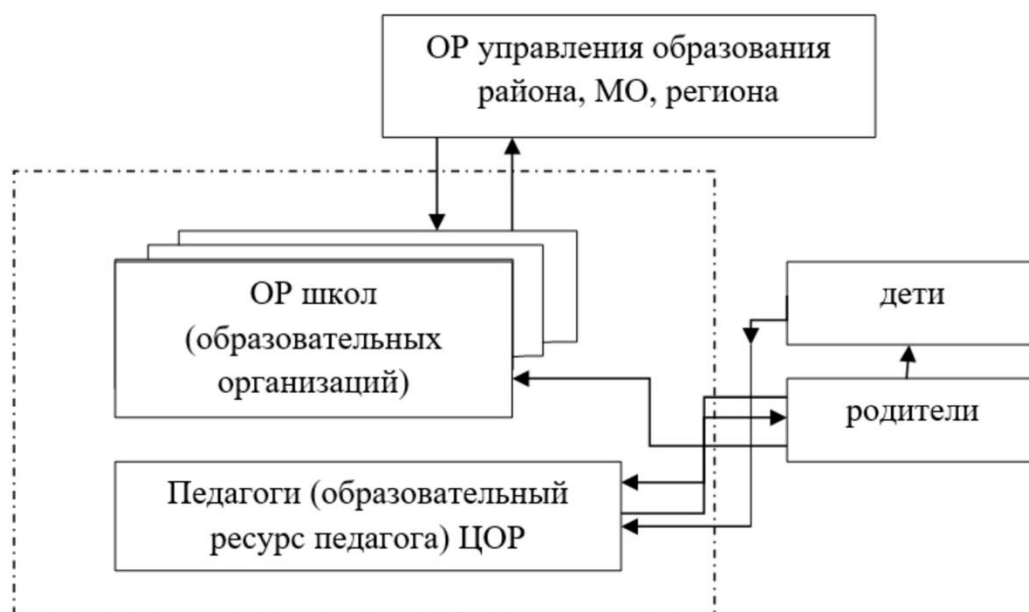 ОР управления образования
района, МО, региона
ОР школ
(образовательных
организаций)
дети
родители
Педагоги (образовательный
ресурс педагога) ЦОР